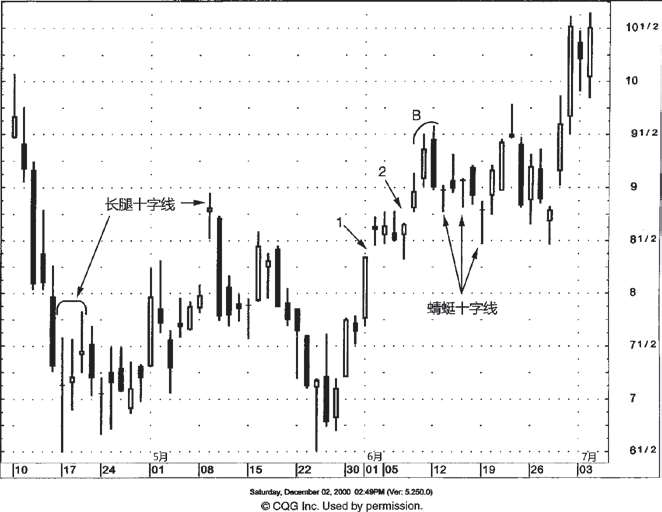 10 1/2
10
9 1/2
B
2
9
长腿十字线
1
8 1/2
8
蜻蜓十字线
7 1/2
7
6 1/2
5月 6月 7月
10 17 24 01 08 15 22 30 01 05 12 19 26 03
Saturday, December 02, 2000 02:49PM (Ver: 5.250.0)
© CQG Inc. Used by permission.